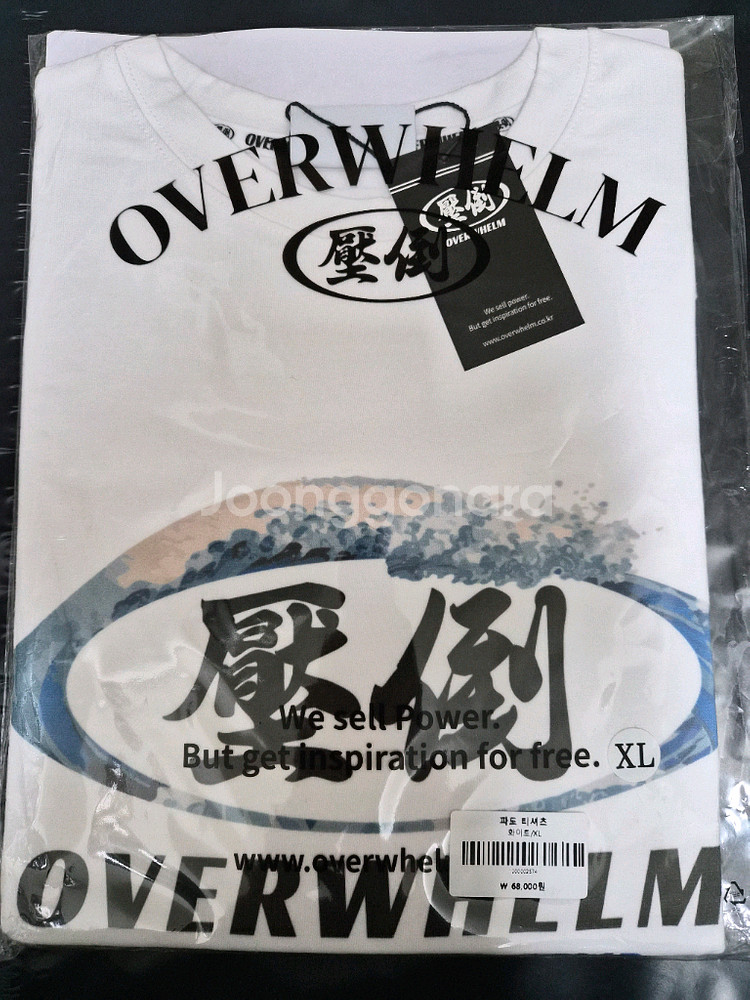 OVERWHELM
壓倒
壓倒
OVERWHELM
We sell power.
But get inspiration for free.
www.overwhelm.co.kr
Joonggonara
壓倒
We sell Power.
But get inspiration for free.
XL
파도 티셔츠
화이트/XL
₩ 68,000원
www.overwhel
OVERWHELM